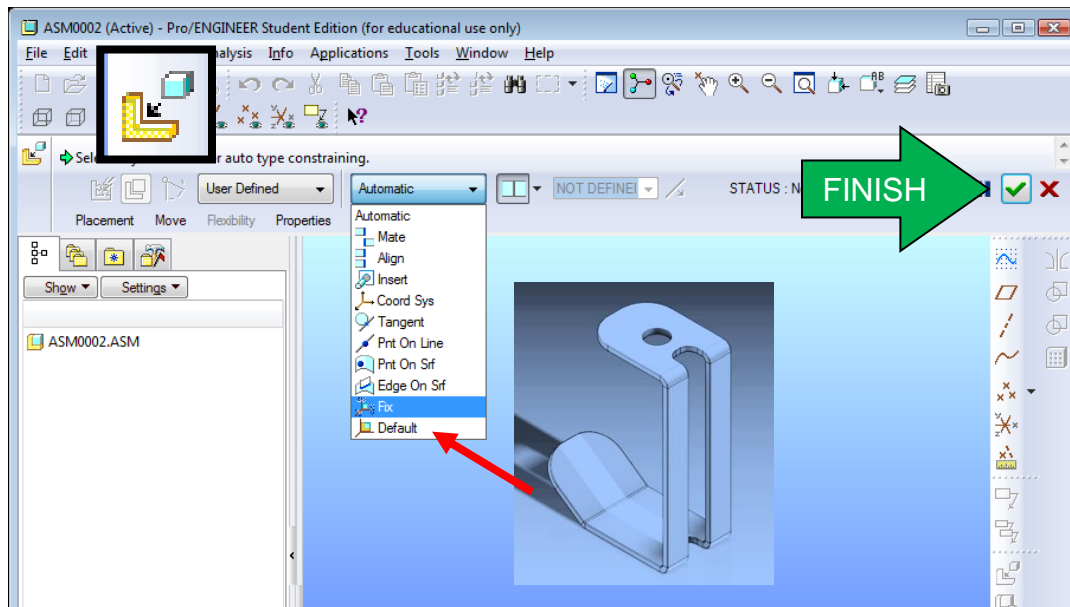 ASM0002 (Active) - Pro/ENGINEER Student Edition (for educational use only)
File Edit alysis Info Applications Tools Window Help
auto type constraining.
User Defined Automatic NOT DEFINEI STATUS : N FINISH
Placement Move Flexibility Properties
Automatic
Mate
Align
Insert
Coord Sys
Tangent
Pnt On Line
Pnt On Srf
Edge On Srf
Fix
Default
Show Settings
ASM0002.ASM